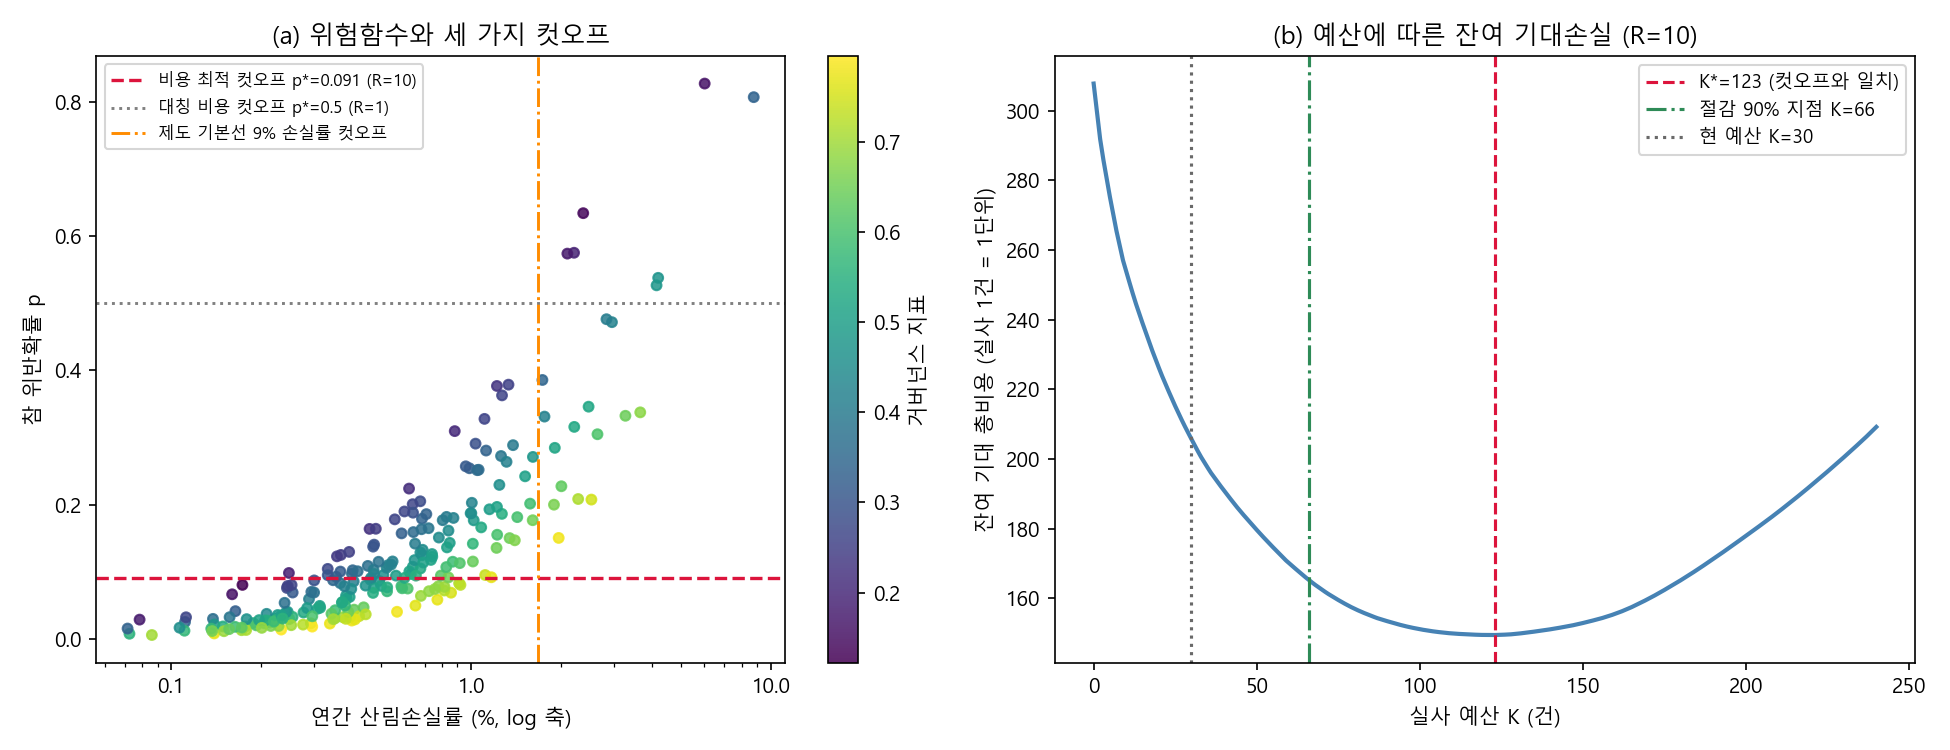 (a) 위험함수와 세 가지 컷오프
비용 최적 컷오프 p*=0.091 (R=10)
대칭 비용 컷오프 p*=0.5 (R=1)
제도 기본선 9% 손실률 컷오프
참 위반확률 p
0.8
0.6
0.4
0.2
0.0
0.1
1.0
10.0
연간 산림손실률 (%, log 축)
0.7
0.6
0.5
0.4
0.3
0.2
거버넌스 지표
(b) 예산에 따른 잔여 기대손실 (R=10)
K*=123 (컷오프와 일치)
절감 90% 지점 K=66
현 예산 K=30
잔여 기대 총비용 (실사 1건 = 1단위)
300
280
260
240
220
200
180
160
0
50
100
150
200
250
실사 예산 K (건)